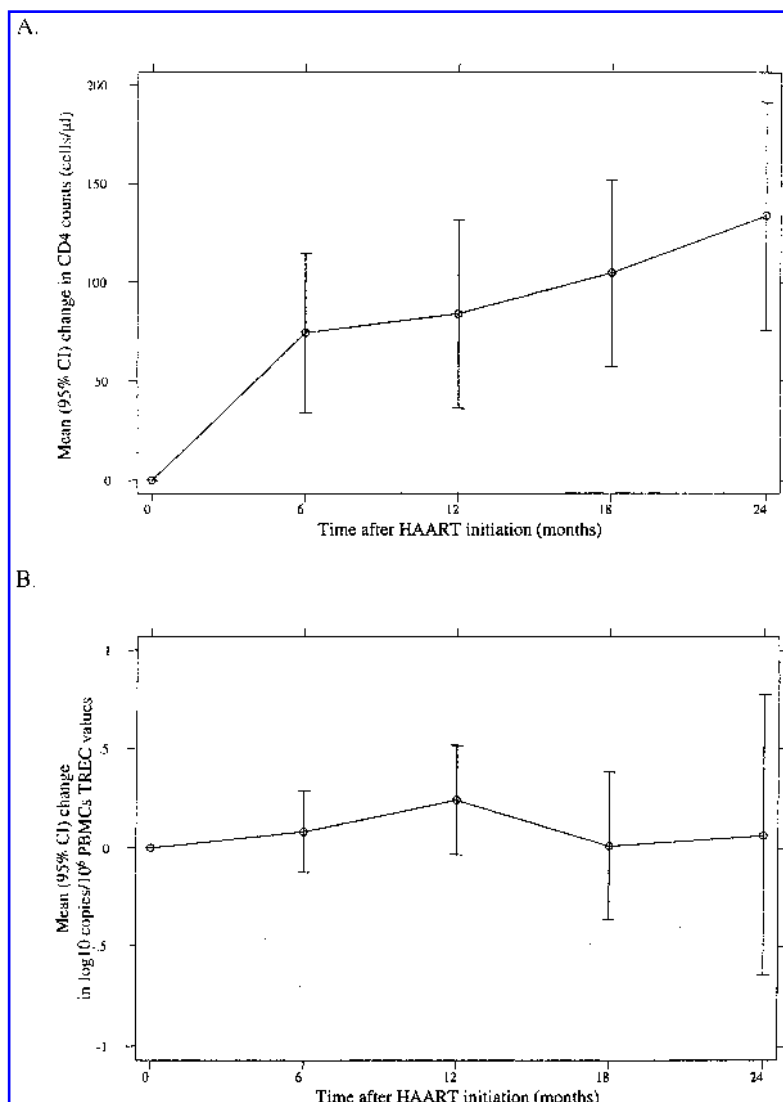 A.
200
150
100
50
0
Mean (95% CI) change in CD4 counts (cells/µl)
0 6 12 18 24
Time after HAART initiation (months)
B.
1
.5
0
-.5
-1
Mean (95% CI) change
in log10 copies/10⁶ PBMCs TREC values
0 6 12 18 24
Time after HAART initiation (months)